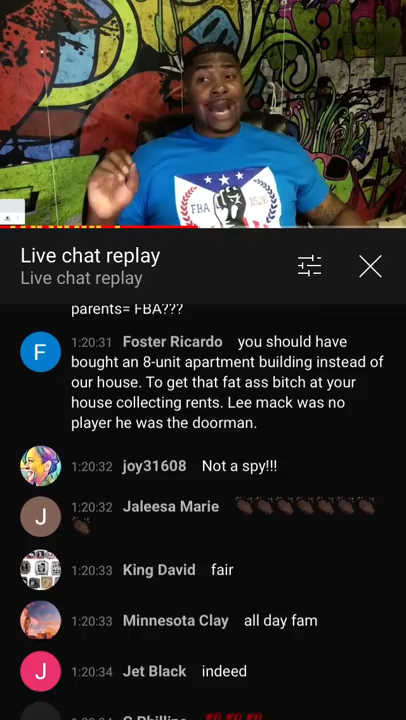 FBA
Live chat replay
Live chat replay
parents= FBA???
F
1:20:31 Foster Ricardo you should have
bought an 8-unit apartment building instead of
our house. To get that fat ass bitch at your
house collecting rents. Lee mack was no
player he was the doorman.
1:20:32 joy31608 Not a spy!!!
J
1:20:32 Jaleesa Marie
1:20:33 King David fair
1:20:33 Minnesota Clay all day fam
J
1:20:34 Jet Black indeed